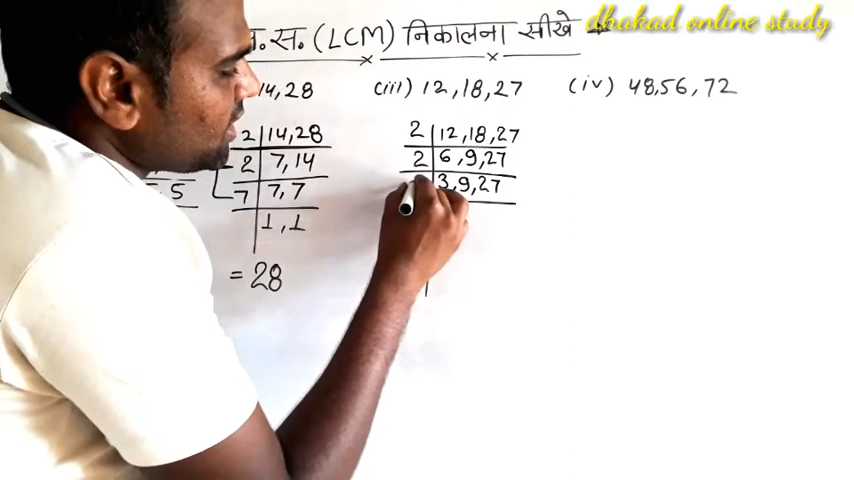 स. (LCM) निकालना सीखे
dhakad online study
14,28
(iii) 12,18,27
(iv) 48,56,72
2 14,28
2 7,14
7 7,7
1,1
= 28
5
2 12,18,27
2 6,9,27
3,9,27